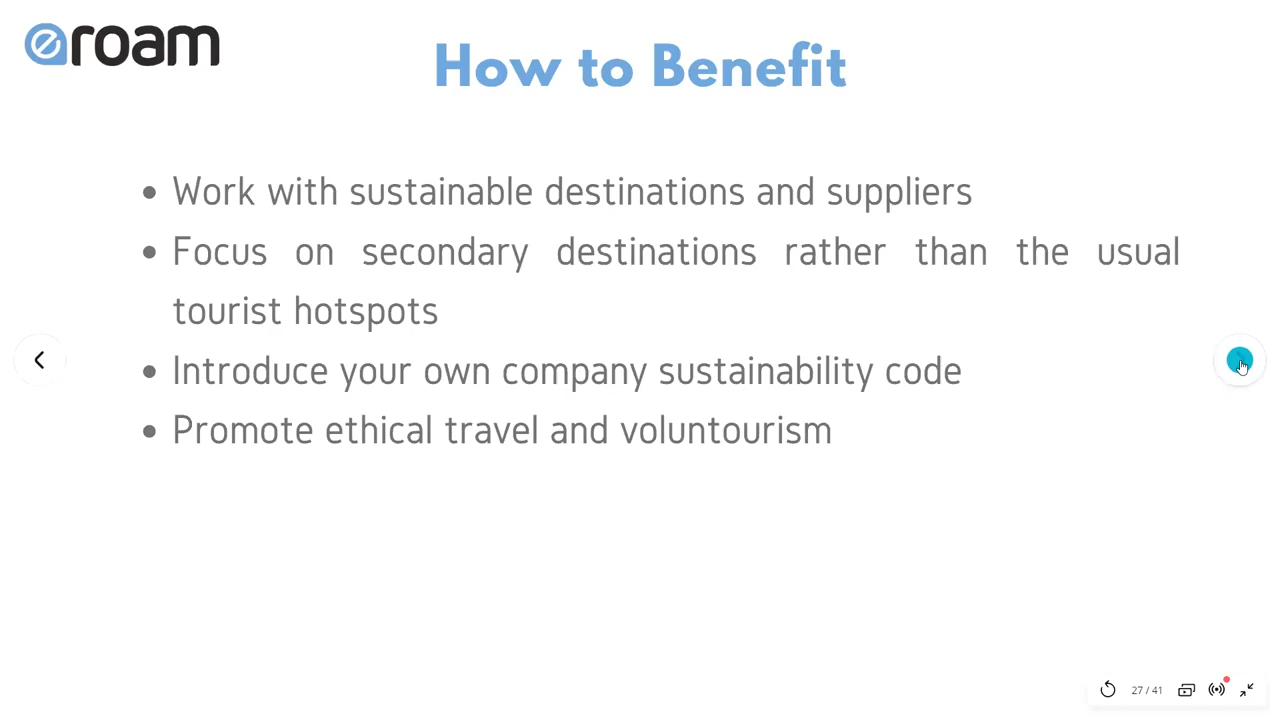 eroam
How to Benefit
• Work with sustainable destinations and suppliers
• Focus on secondary destinations rather than the usual
tourist hotspots
• Introduce your own company sustainability code
• Promote ethical travel and voluntourism
27 / 41